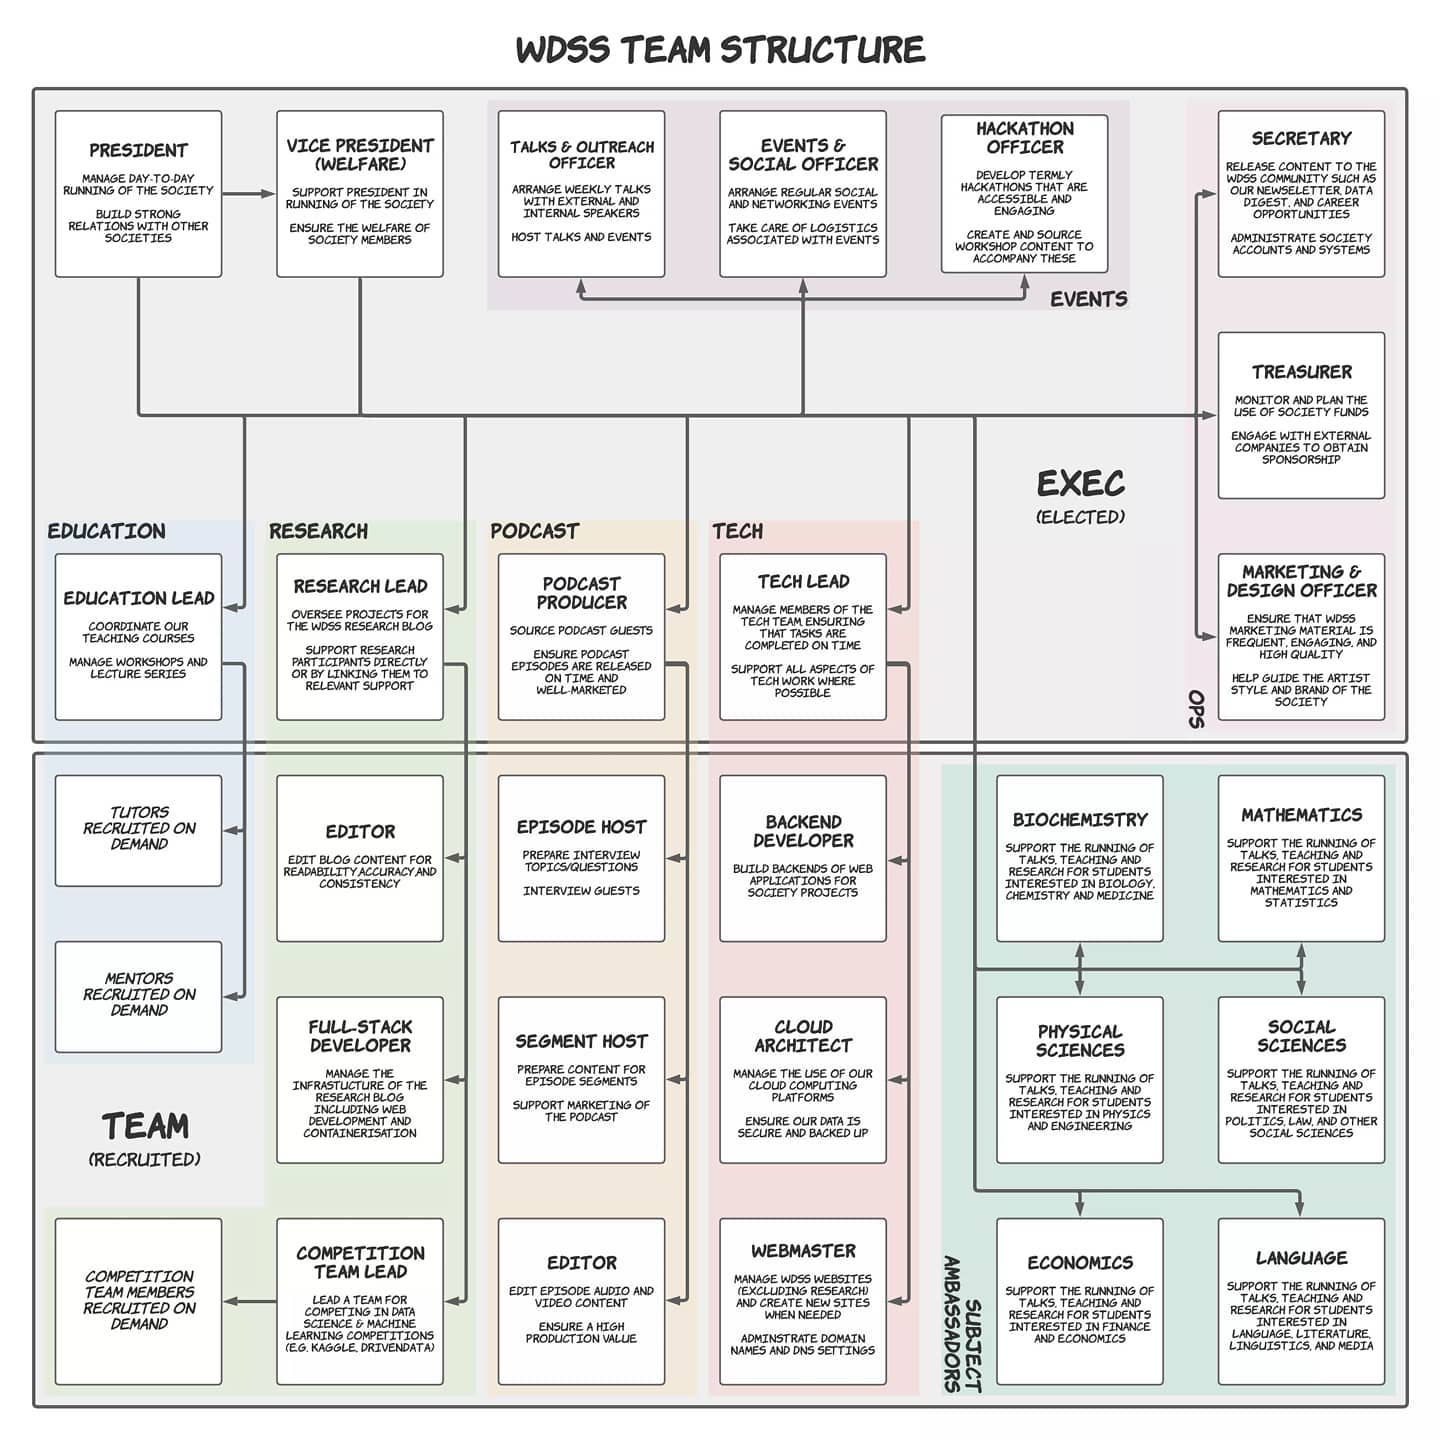 WDSS TEAM STRUCTURE
PRESIDENT
MANAGE DAY-TO-DAY
RUNNING OF THE SOCIETY
BUILD STRONG
RELATIONS WITH OTHER
SOCIETIES
VICE PRESIDENT
(WELFARE)
SUPPORT PRESIDENT IN
RUNNING OF THE SOCIETY
ENSURE THE WELFARE OF
SOCIETY MEMBERS
TALKS & OUTREACH
OFFICER
ARRANGE WEEKLY TALKS
WITH EXTERNAL AND
INTERNAL SPEAKERS
HOST TALKS AND EVENTS
EVENTS &
SOCIAL OFFICER
ARRANGE REGULAR SOCIAL
AND NETWORKING EVENTS
TAKE CARE OF LOGISTICS
ASSOCIATED WITH EVENTS
HACKATHON
OFFICER
DEVELOP TERMLY
HACKATHONS THAT ARE
ACCESSIBLE AND
ENGAGING
CREATE AND SOURCE
WORKSHOP CONTENT TO
ACCOMPANY THESE
EVENTS
SECRETARY
RELEASE CONTENT TO THE
WDSS COMMUNITY SUCH AS
OUR NEWSELETTER, DATA
DIGEST, AND CAREER
OPPORTUNITIES
ADMINISTRATE SOCIETY
ACCOUNTS AND SYSTEMS
TREASURER
MONITOR AND PLAN THE
USE OF SOCIETY FUNDS
ENGAGE WITH EXTERNAL
COMPANIES TO OBTAIN
SPONSORSHIP
EXEC
(ELECTED)
MARKETING &
DESIGN OFFICER
ENSURE THAT WDSS
MARKETING MATERIAL IS
FREQUENT, ENGAGING, AND
HIGH QUALITY
HELP GUIDE THE ARTIST
STYLE AND BRAND OF THE
SOCIETY
OPS
EDUCATION
EDUCATION LEAD
COORDINATE OUR
TEACHING COURSES
MANAGE WORKSHOPS AND
LECTURE SERIES
RESEARCH
RESEARCH LEAD
OVERSEE PROJECTS FOR
THE WDSS RESEARCH BLOG
SUPPORT RESEARCH
PARTICIPANTS DIRECTLY
OR BY LINKING THEM TO
RELEVANT SUPPORT
PODCAST
PODCAST
PRODUCER
SOURCE PODCAST GUESTS
ENSURE PODCAST
EPISODES ARE RELEASED
ON TIME AND
WELL-MARKETED
TECH
TECH LEAD
MANAGE MEMBERS OF THE
TECH TEAM ENSURING
THAT TASKS ARE
COMPLETED ON TIME
SUPPORT ALL ASPECTS OF
TECH WORK WHERE
POSSIBLE
TUTORS
RECRUITED ON
DEMAND
EDITOR
EDIT BLOG CONTENT FOR
READABILITY,ACCURACY,AND
CONSISTENCY
EPISODE HOST
PREPARE INTERVIEW
TOPICS/QUESTIONS
INTERVIEW GUESTS
BACKEND
DEVELOPER
BUILD BACKENDS OF WEB
APPLICATIONS FOR
SOCIETY PROJECTS
BIOCHEMISTRY
SUPPORT THE RUNNING OF
TALKS, TEACHING AND
RESEARCH FOR STUDENTS
INTERESTED IN BIOLOGY,
CHEMISTRY AND MEDICINE
MATHEMATICS
SUPPORT THE RUNNING OF
TALKS, TEACHING AND
RESEARCH FOR STUDENTS
INTERESTED IN
MATHEMATICS AND
STATISTICS
MENTORS
RECRUITED ON
DEMAND
FULL-STACK
DEVELOPER
MANAGE THE
INFRASTUCTURE OF THE
RESEARCH BLOG
INCLUDING WEB
DEVELOPMENT AND
CONTAINERISATION
SEGMENT HOST
PREPARE CONTENT FOR
EPISODE SEGMENTS
SUPPORT MARKETING OF
THE PODCAST
CLOUD
ARCHITECT
MANAGE THE USE OF OUR
CLOUD COMPUTING
PLATFORMS
ENSURE OUR DATA IS
SECURE AND BACKED UP
PHYSICAL
SCIENCES
SUPPORT THE RUNNING OF
TALKS, TEACHING AND
RESEARCH FOR STUDENTS
INTERESTED IN PHYSICS
AND ENGINEERING
SOCIAL
SCIENCES
SUPPORT THE RUNNING OF
TALKS, TEACHING AND
RESEARCH FOR STUDENTS
INTERESTED IN
POLITICS, LAW, AND OTHER
SOCIAL SCIENCES
TEAM
(RECRUITED)
COMPETITION
TEAM MEMBERS
RECRUITED ON
DEMAND
COMPETITION
TEAM LEAD
LEAD A TEAM FOR
COMPETING IN DATA
SCIENCE & MACHINE
LEARNING COMPETITIONS
(E.G. KAGGLE, DRIVENDATA)
EDITOR
EDIT EPISODE AUDIO AND
VIDEO CONTENT
ENSURE A HIGH
PRODUCTION VALUE
WEBMASTER
MANAGE WDSS WEBSITES
(EXCLUDING RESEARCH)
AND CREATE NEW SITES
WHEN NEEDED
ADMINSTRATE DOMAIN
NAMES AND DNS SETTINGS
SUBJECT
AMBASSADORS
ECONOMICS
SUPPORT THE RUNNING OF
TALKS, TEACHING AND
RESEARCH FOR STUDENTS
INTERESTED IN FINANCE
AND ECONOMICS
LANGUAGE
SUPPORT THE RUNNING OF
TALKS, TEACHING AND
RESEARCH FOR STUDENTS
INTERESTED IN
LANGUAGE, LITERATURE,
LINGUISTICS, AND MEDIA